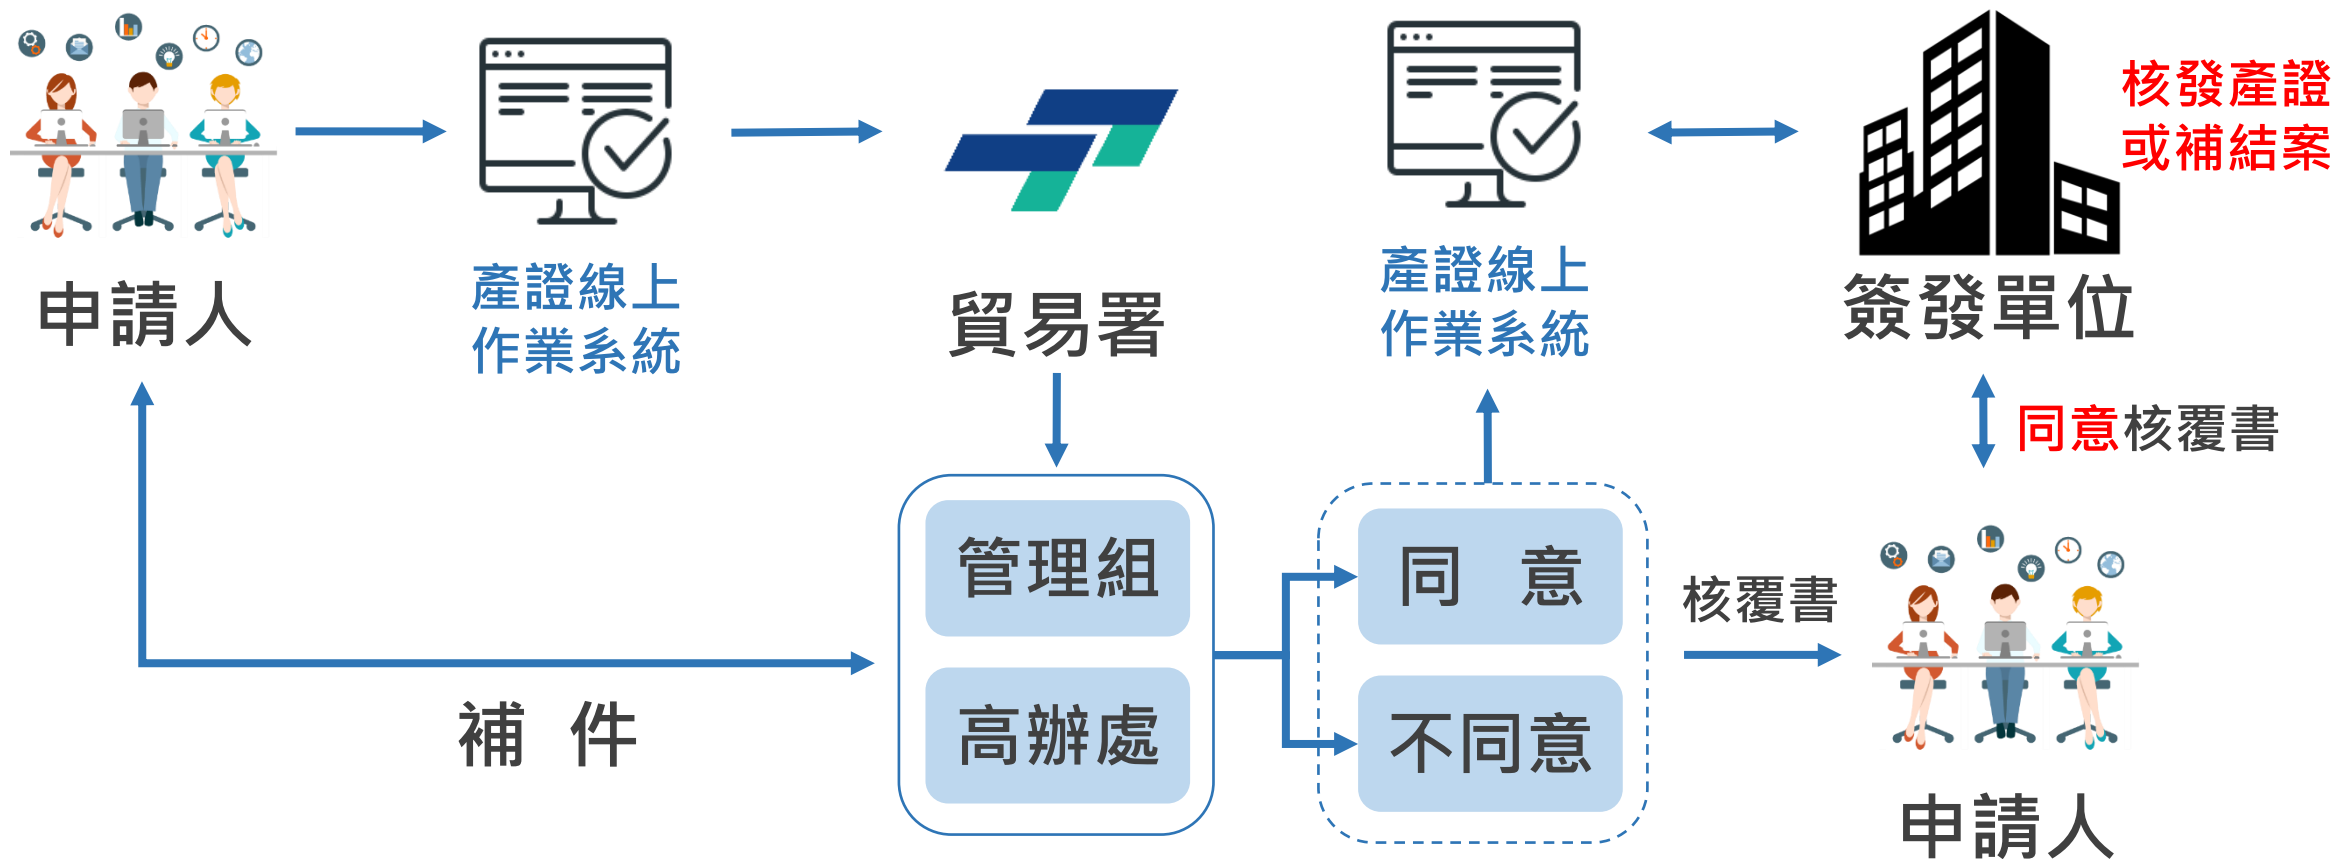 申請人
產證線上
作業系統
貿易署
產證線上
作業系統
簽發單位
核發產證
或補結案
同意核覆書
管理組
高辦處
同 意
不同意
核覆書
補 件
申請人